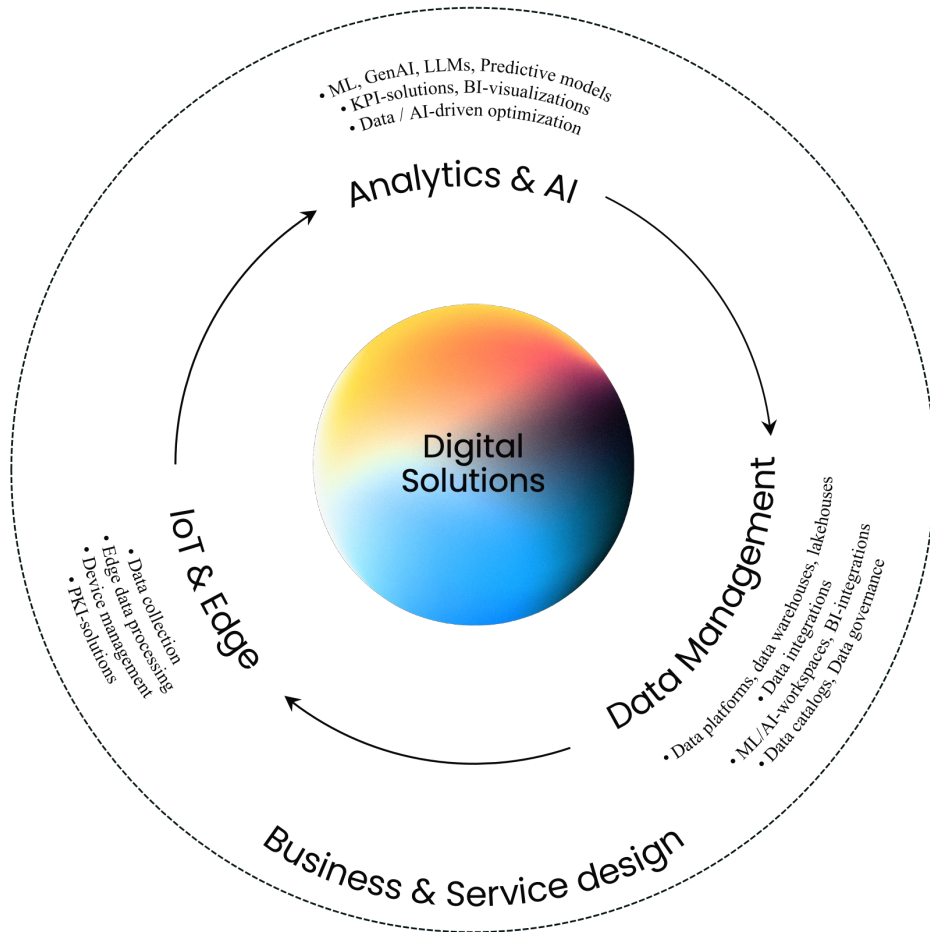 • ML, GenAI, LLMs, Predictive models
• KPI-solutions, BI-visualizations
• Data / AI-driven optimization
Analytics & AI
Digital
Solutions
Data Management
• Data platforms, data warehouses, lakehouses
• Data integrations
• ML/AI-workspaces, BI-integrations
• Data catalogs, Data governance
IoT & Edge
• Data collection
• Edge data processing
• Device management
• PKI-solutions
Business & Service design